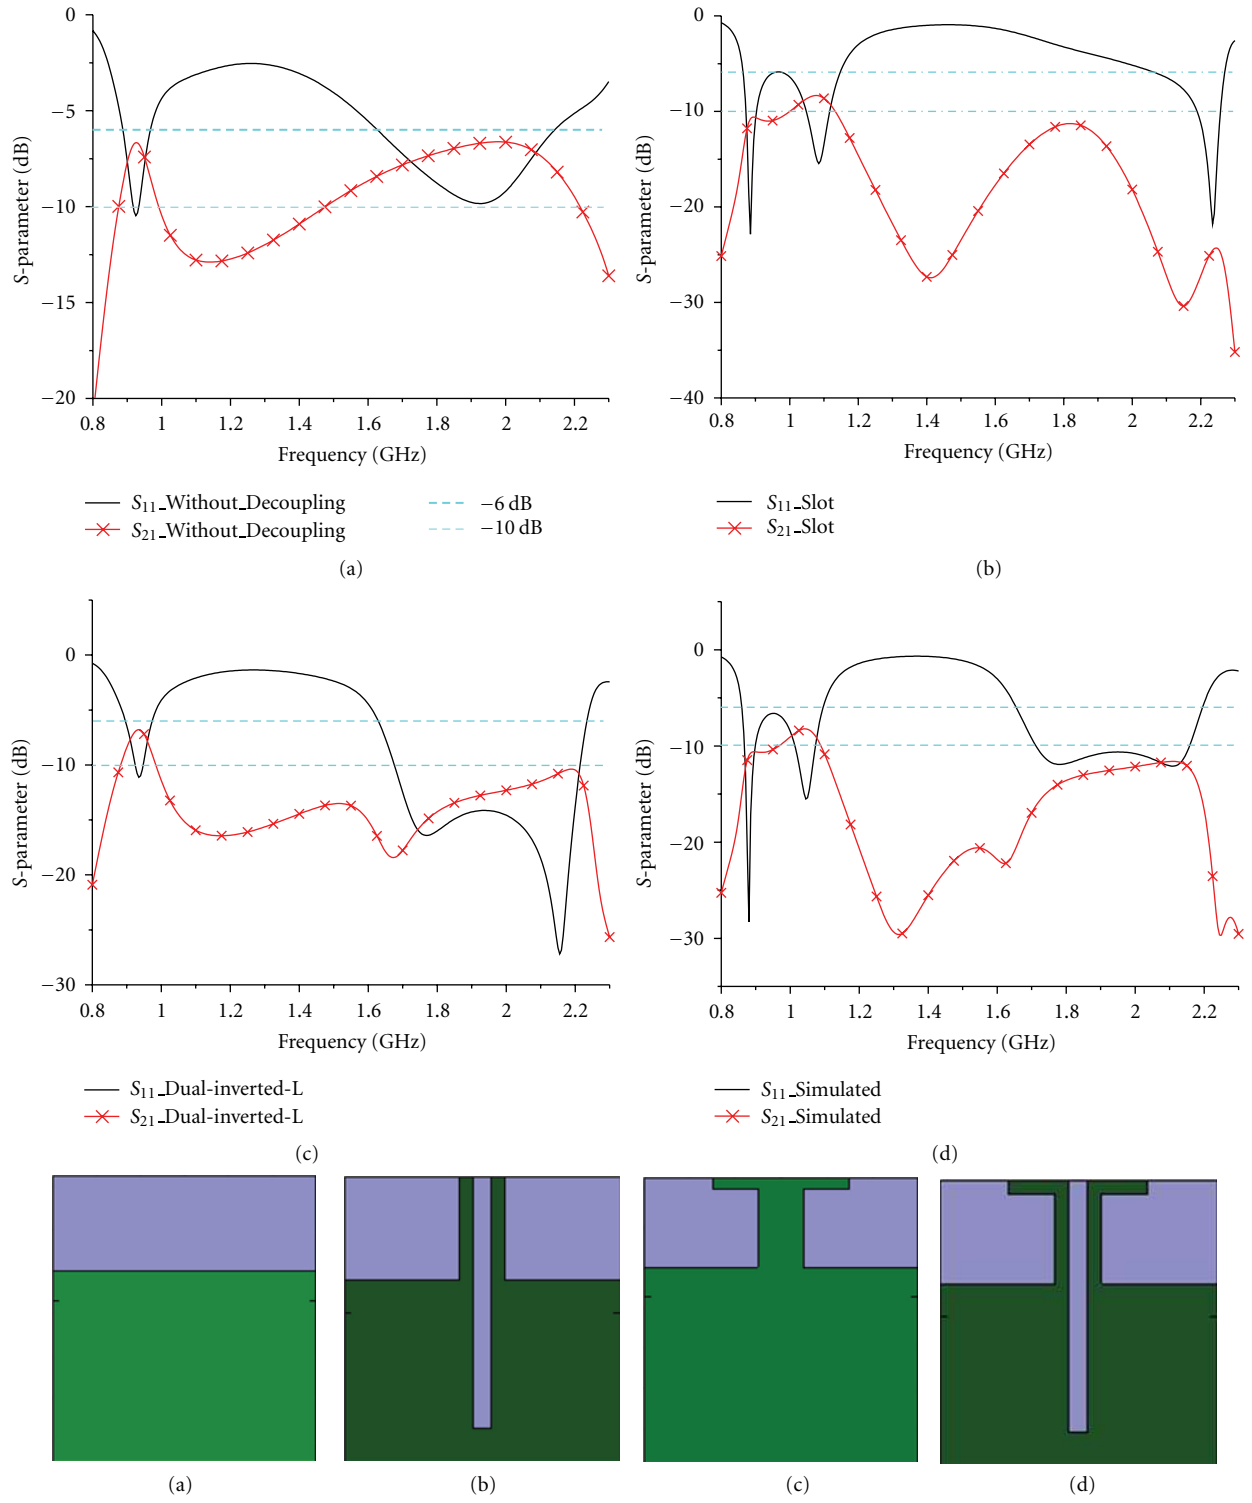 0
−5
−10
−15
−20
S-parameter (dB)
0.8 1 1.2 1.4 1.6 1.8 2 2.2
Frequency (GHz)
S11_Without_Decoupling
S21_Without_Decoupling
−6 dB
−10 dB
(a)
0
−10
−20
−30
−40
S-parameter (dB)
0.8 1 1.2 1.4 1.6 1.8 2 2.2
Frequency (GHz)
S11_Slot
S21_Slot
(b)
0
−10
−20
−30
S-parameter (dB)
0.8 1 1.2 1.4 1.6 1.8 2 2.2
Frequency (GHz)
S11_Dual-inverted-L
S21_Dual-inverted-L
(c)
0
−10
−20
−30
S-parameter (dB)
0.8 1 1.2 1.4 1.6 1.8 2 2.2
Frequency (GHz)
S11_Simulated
S21_Simulated
(d)
(a) (b) (c) (d)